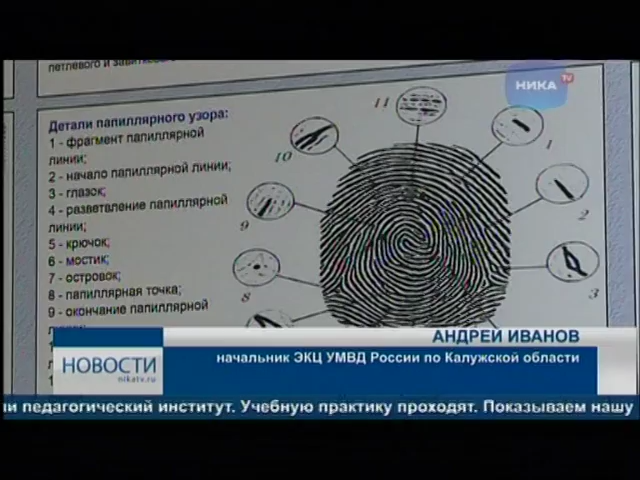 петлевого и
НИКА TV
Детали папиллярного узора:
1 - фрагмент папиллярной
линии;
2 - начало папиллярной линии;
3 - глазок;
4 - разветвление папиллярной
линии;
5 - крючок;
6 - мостик;
7 - островок;
8 - папиллярная точка;
9 - окончание папиллярной
11
10
1
9
2
8
3
АНДРЕЙ ИВАНОВ
начальник ЭКЦ УМВД России по Калужской области
НОВОСТИ
nikatv.ru
ли педагогический институт. Учебную практику проходят. Показываем нашу